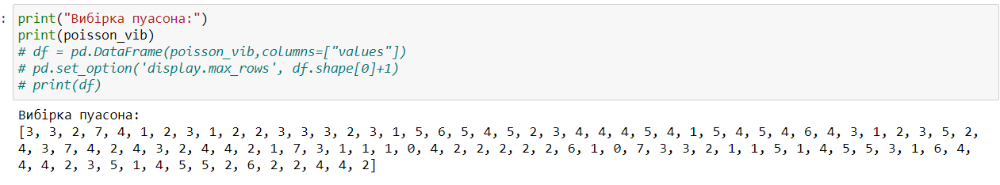 :
print("Вибірка пуасона:")
print(poisson_vib)
# df = pd.DataFrame(poisson_vib,columns=["values"])
# pd.set_option('display.max_rows', df.shape[0]+1)
# print(df)
Вибірка пуасона:
[3, 3, 2, 7, 4, 1, 2, 3, 1, 2, 2, 3, 3, 3, 2, 3, 1, 5, 6, 5, 4, 5, 2, 3, 4, 4, 4, 5, 4, 1, 5, 4, 5, 4, 6, 4, 3, 1, 2, 3, 5, 2,
4, 3, 7, 4, 2, 4, 3, 2, 4, 4, 2, 1, 7, 3, 1, 1, 1, 0, 4, 2, 2, 2, 2, 2, 6, 1, 0, 7, 3, 3, 2, 1, 1, 5, 1, 4, 5, 5, 3, 1, 6, 4,
4, 4, 2, 3, 5, 1, 4, 5, 5, 2, 6, 2, 2, 4, 4, 2]